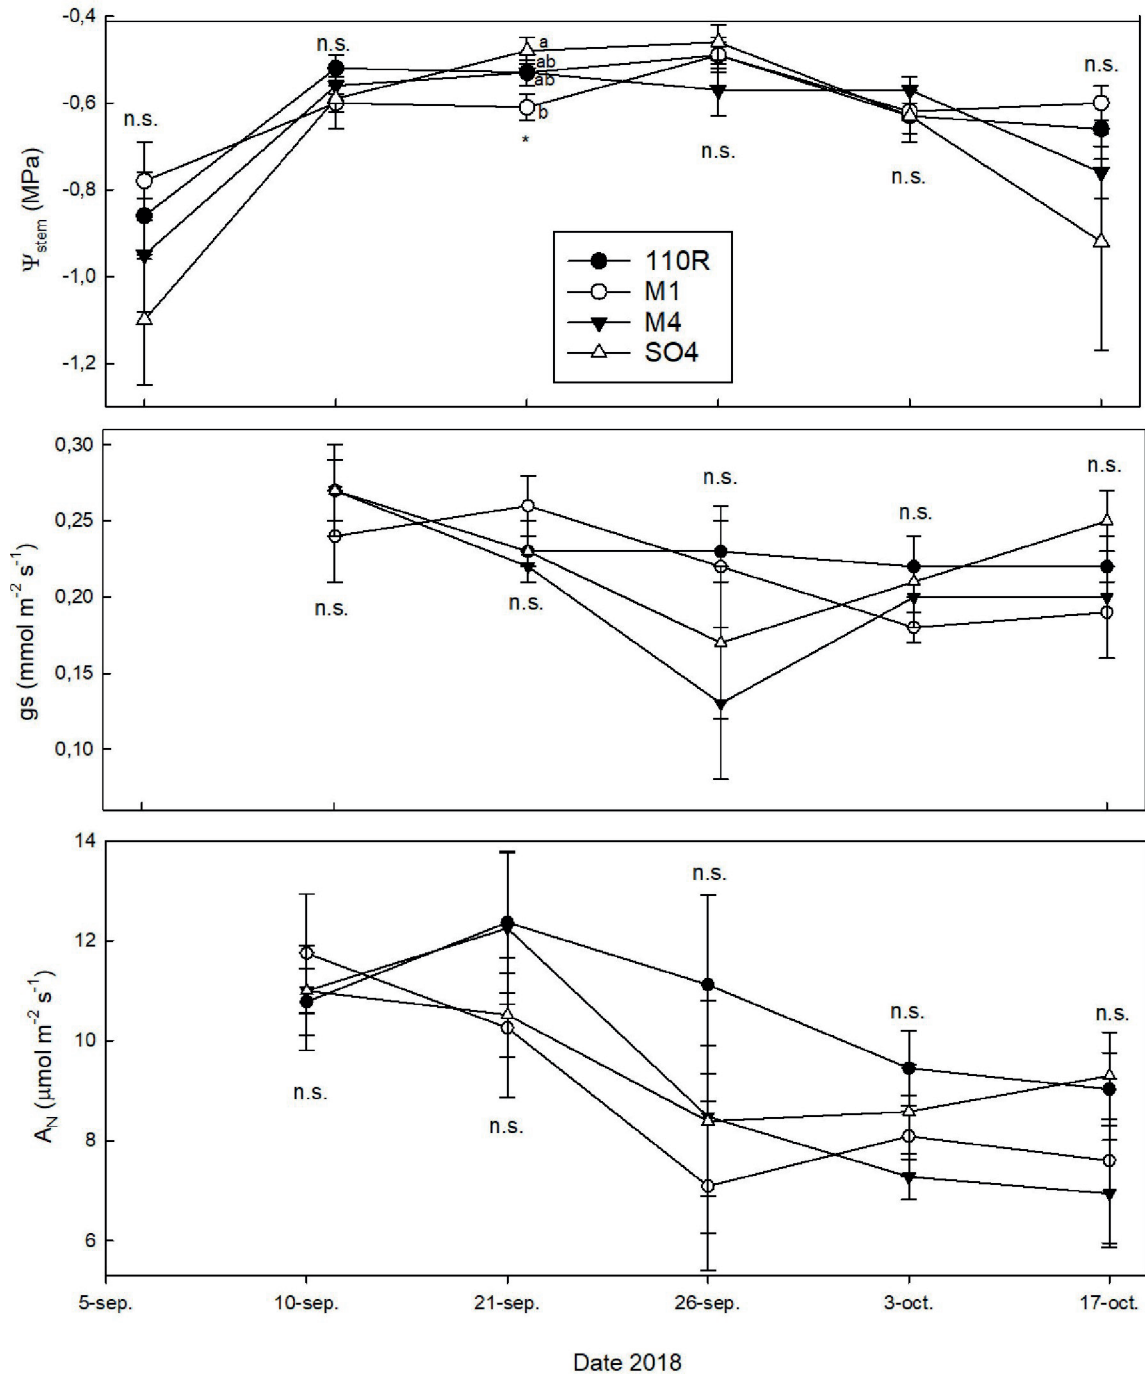 -0,4
-0,6
-0,8
-1,0
-1,2
Ψstem (MPa)
n.s.
n.s.
a
ab
ab
b
*
n.s.
n.s.
n.s.
110R
M1
M4
SO4
0,30
0,25
0,20
0,15
0,10
gs (mmol m-2 s-1)
n.s.
n.s.
n.s.
n.s.
n.s.
14
12
10
8
6
AN (µmol m-2 s-1)
n.s.
n.s.
n.s.
n.s.
n.s.
5-sep.
10-sep.
21-sep.
26-sep.
3-oct.
17-oct.
Date 2018